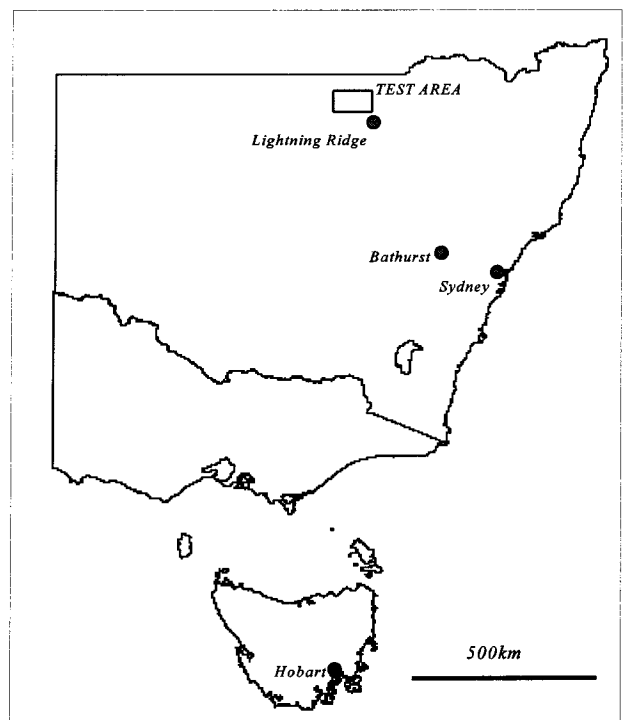 TEST AREA
Lightning Ridge
Bathurst
Sydney
Hobart
500km